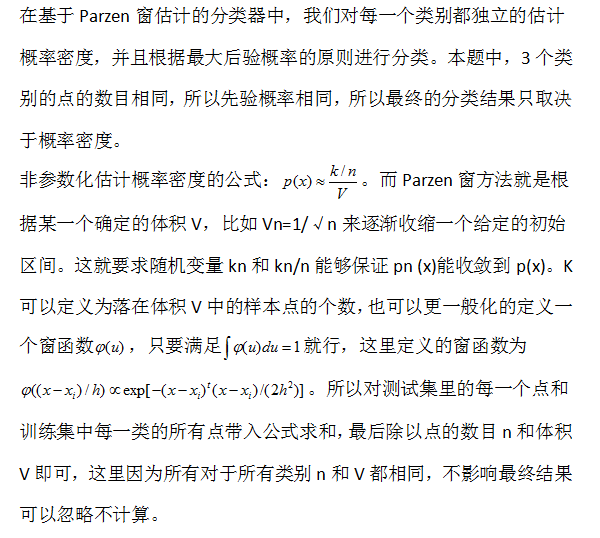 在基于 Parzen 窗估计的分类器中，我们对每一个类别都独立的估计
概率密度，并且根据最大后验概率的原则进行分类。本题中，3 个类
别的点的数目相同，所以先验概率相同，所以最终的分类结果只取决
于概率密度。
非参数化估计概率密度的公式：p(x)≈(k/n)/V。而 Parzen 窗方法就是根
据某一个确定的体积 V，比如 Vn=1/√n 来逐渐收缩一个给定的初始
区间。这就要求随机变量 kn 和 kn/n 能够保证 pn (x)能收敛到 p(x)。K
可以定义为落在体积 V 中的样本点的个数，也可以更一般化的定义一
个窗函数φ(u)，只要满足∫φ(u)du=1就行，这里定义的窗函数为
φ((x−xᵢ)/h)∝exp[−(x−xᵢ)ᵗ(x−xᵢ)/(2h²)]。所以对测试集里的每一个点和
训练集中每一类的所有点带入公式求和，最后除以点的数目 n 和体积
V 即可，这里因为所有对于所有类别 n 和 V 都相同，不影响最终结果
可以忽略不计算。